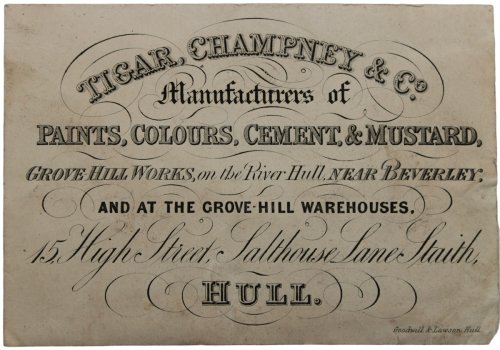 TIGAR, CHAMPNEY & Co.
Manufacturers of
PAINTS, COLOURS, CEMENT, & MUSTARD,
GROVE HILL WORKS, on the River Hull, NEAR BEVERLEY,
AND AT THE GROVE-HILL WAREHOUSES,
15, High Street, Salthouse Lane Staith,
HULL.
Goodwill & Lawson, Hull